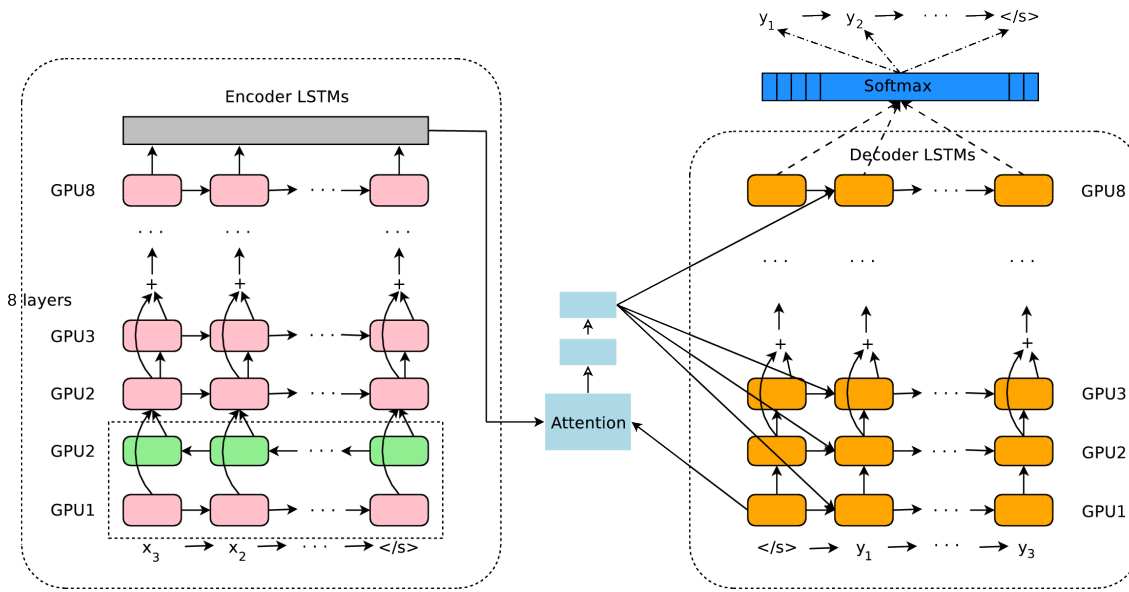 y1 y2 · · · </s>
Softmax
Encoder LSTMs
Decoder LSTMs
GPU8 · · · · · · GPU8
· · · · · · · · · · · · · · · · · ·
+ + +
8 layers
GPU3 · · ·
+ + +
GPU2 · · · · · · GPU3
Attention
GPU2 · · · · · · GPU2
GPU1 · · · · · · GPU1
x3 x2 · · · </s> </s> y1 · · · y3